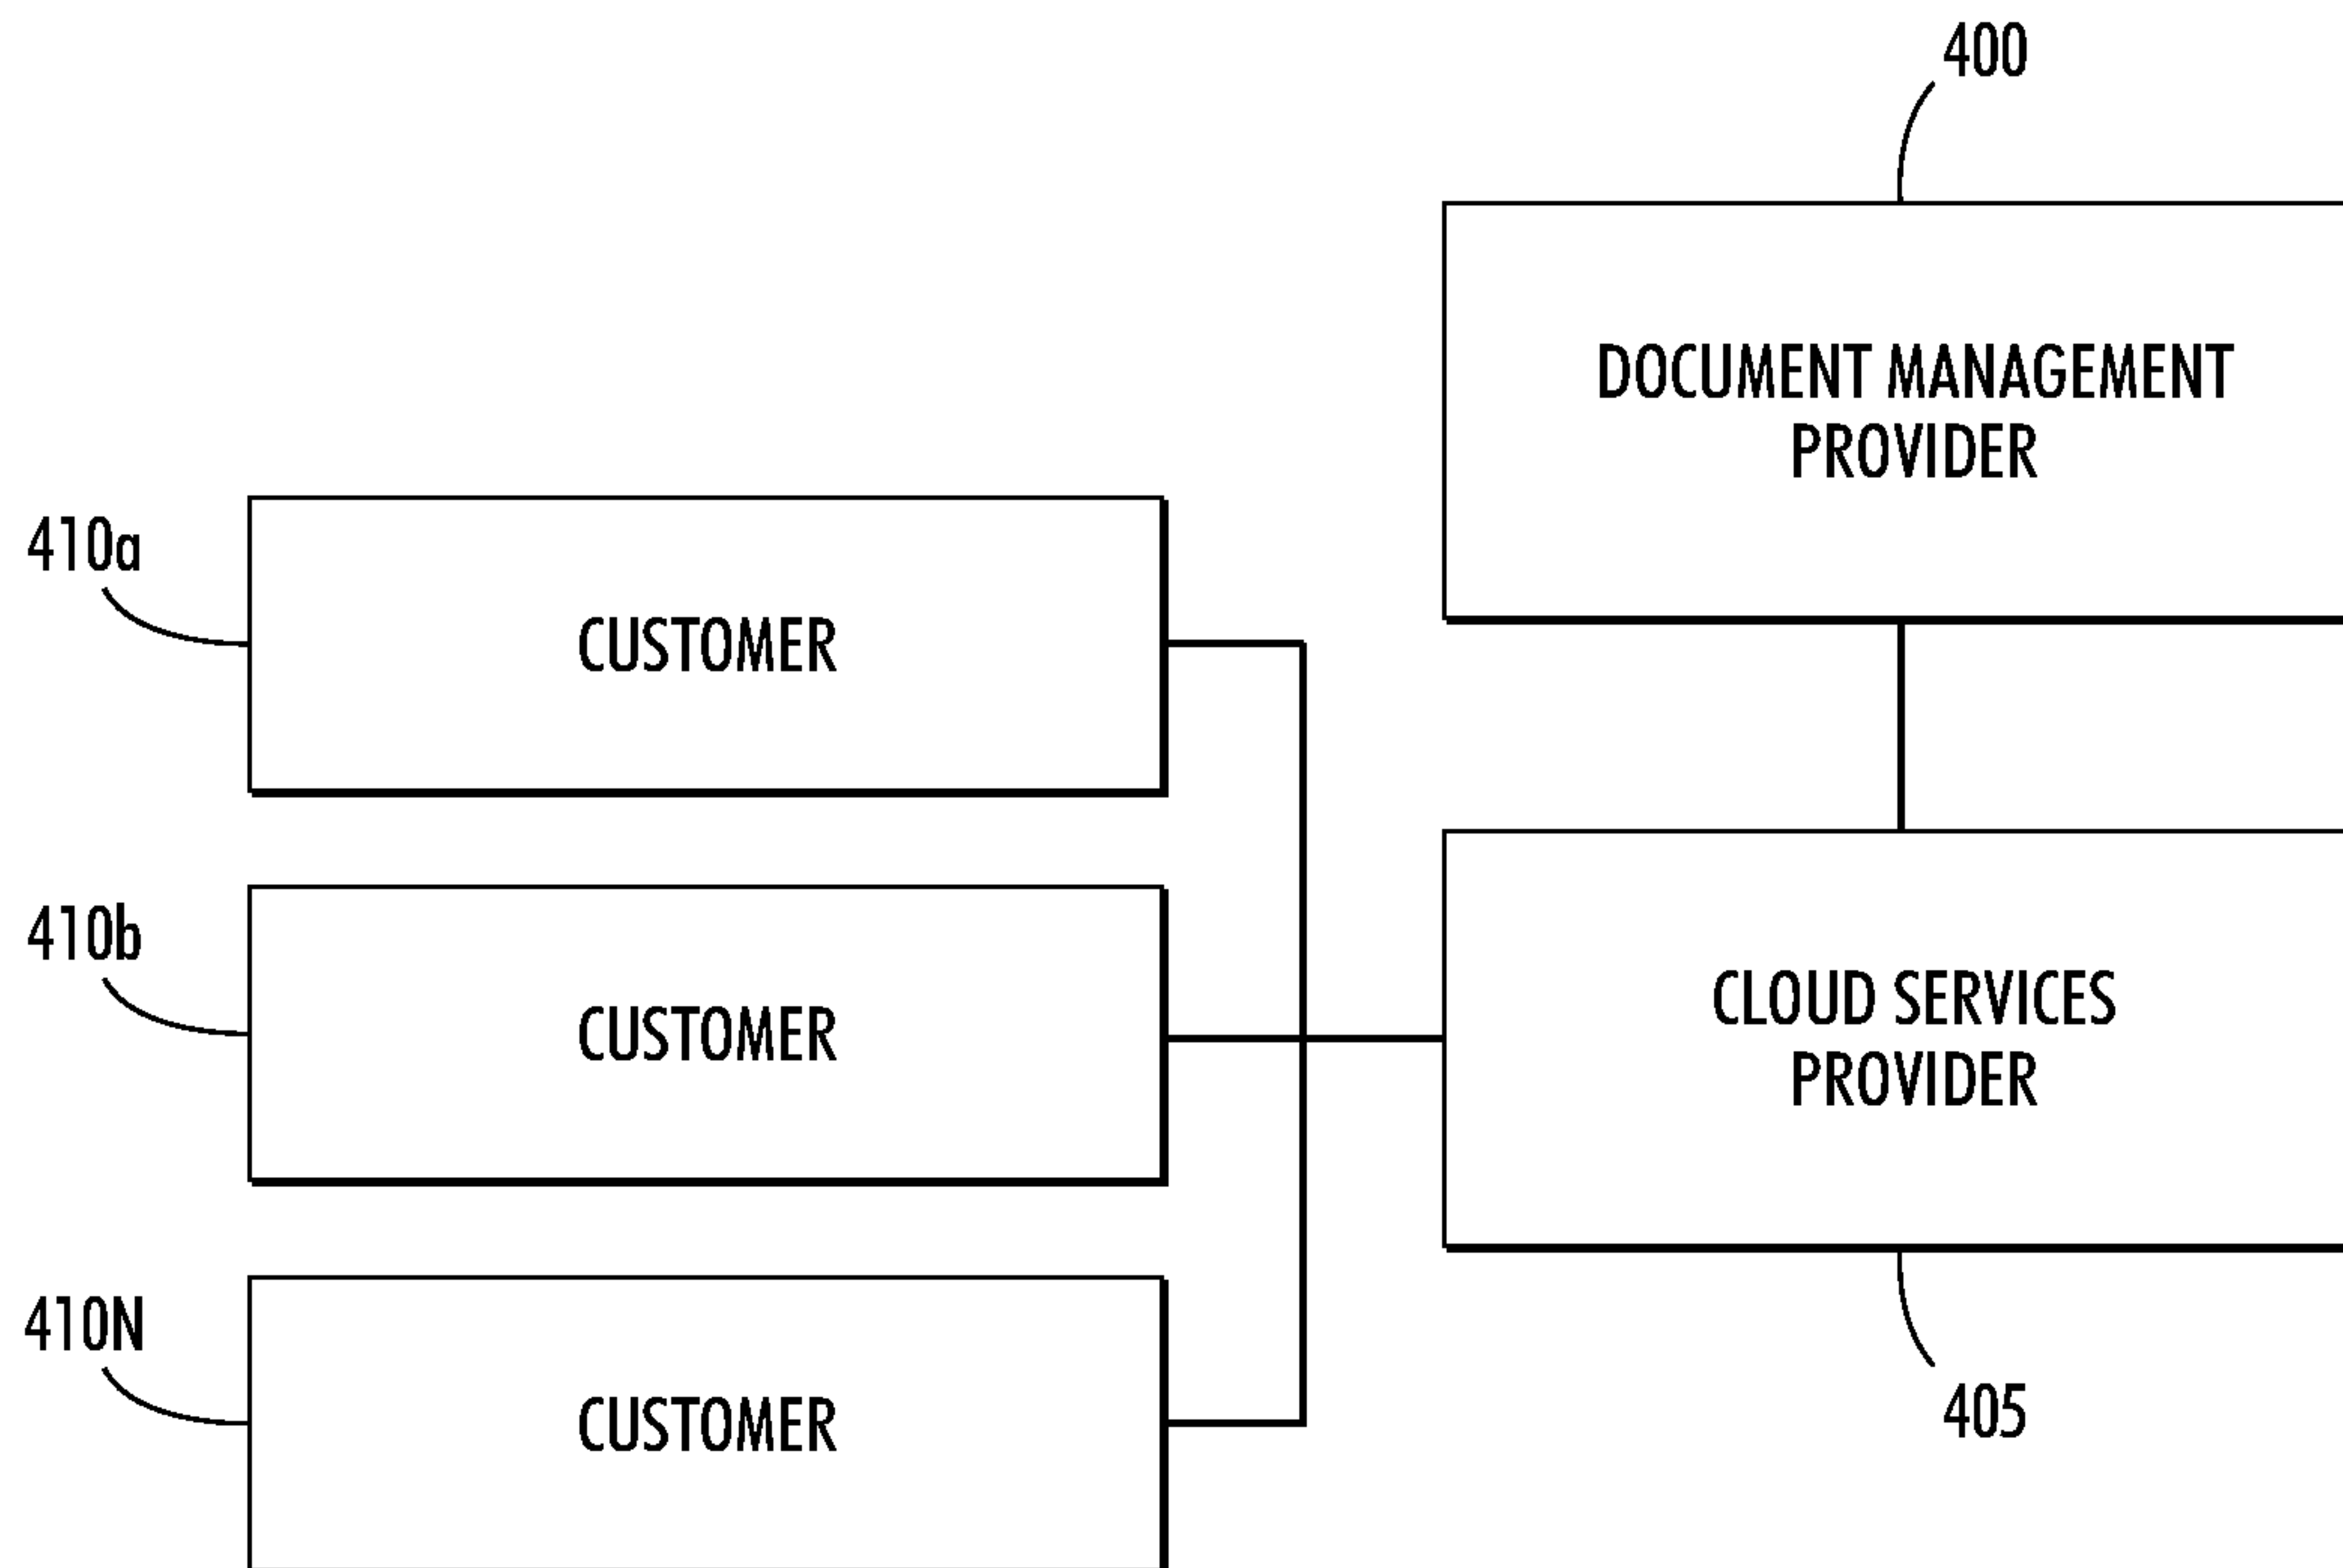 400
DOCUMENT MANAGEMENT
PROVIDER
410a
CUSTOMER
410b
CUSTOMER
CLOUD SERVICES
PROVIDER
410N
CUSTOMER
405